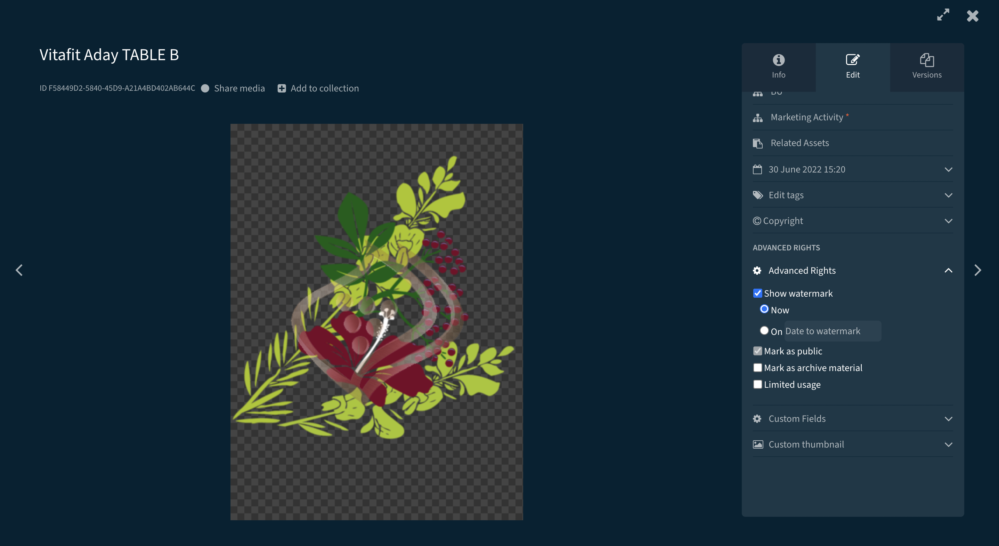 Vitafit Aday TABLE B
ID F58449D2-5840-45D9-A21A4BD402AB644C Share media Add to collection
Info
Edit
Versions
BU
Marketing Activity *
Related Assets
30 June 2022 15:20
Edit tags
© Copyright
ADVANCED RIGHTS
Advanced Rights
Show watermark
Now
On Date to watermark
Mark as public
Mark as archive material
Limited usage
Custom Fields
Custom thumbnail